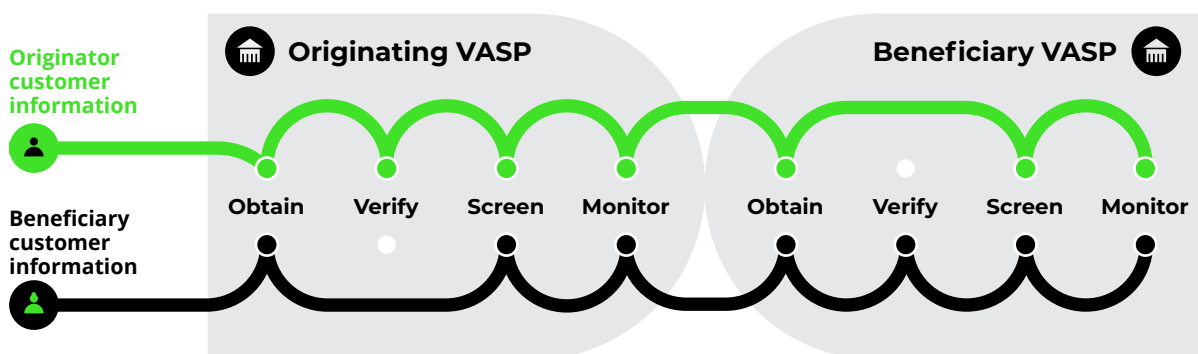 Originating VASP
Beneficiary VASP
Originator
customer
information
Obtain Verify Screen Monitor Obtain Verify Screen Monitor
Beneficiary
customer
information